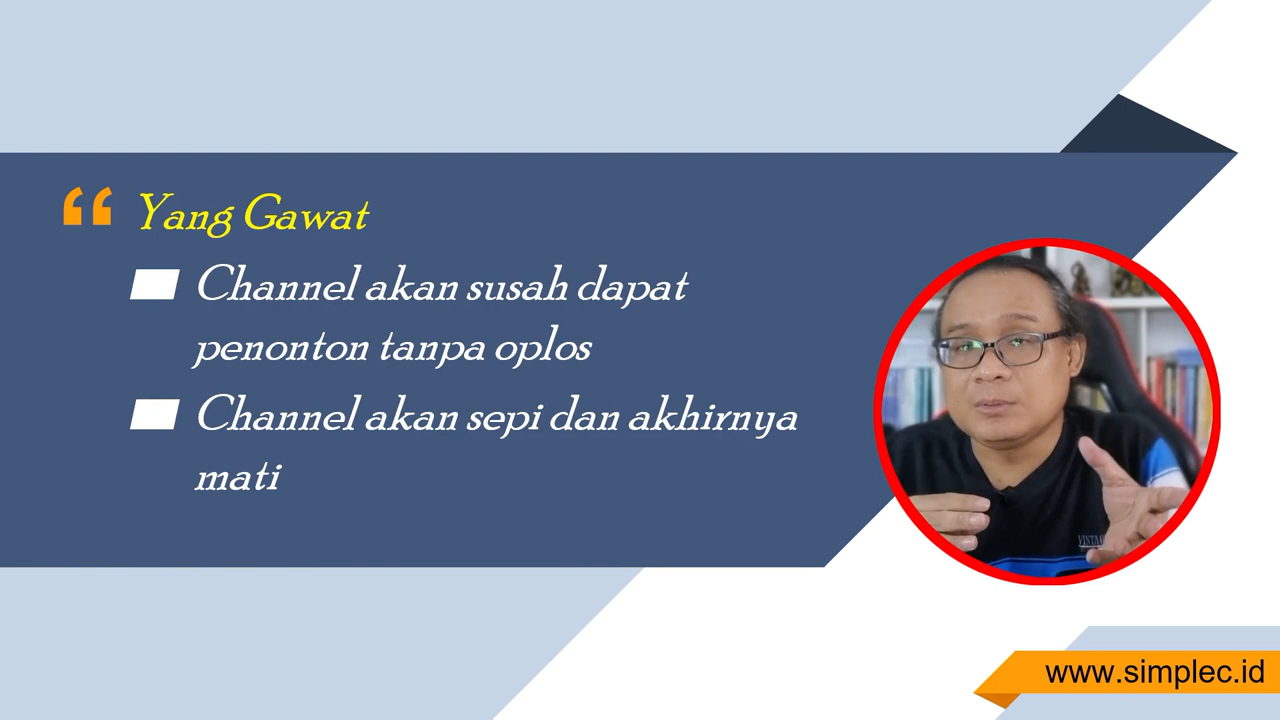 “ Yang Gawat
Channel akan susah dapat
penonton tanpa oplos
Channel akan sepi dan akhirnya
mati
www.simplec.id